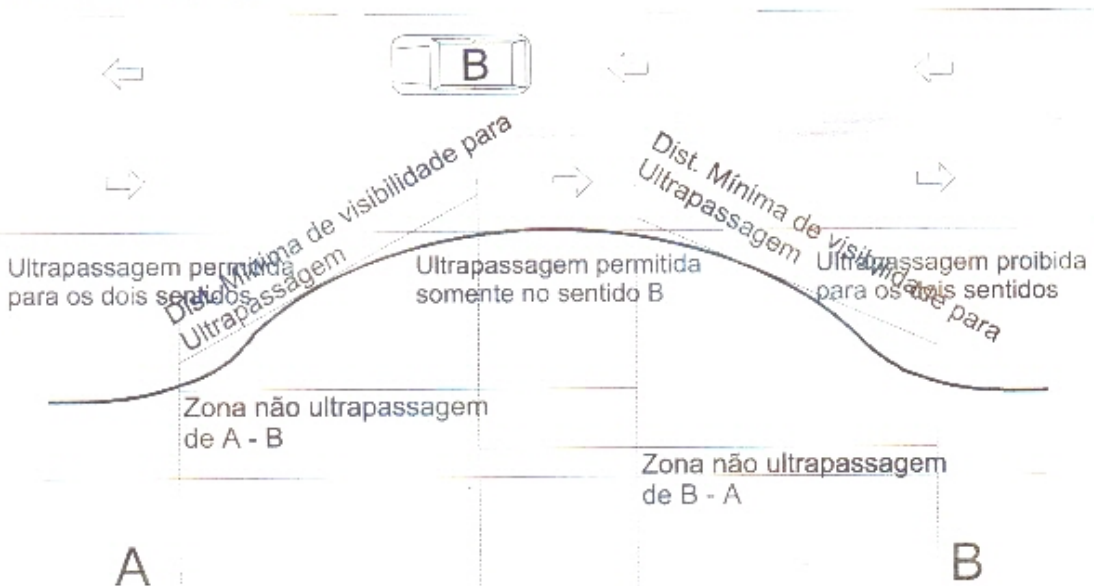 B
Dist. Mínima de visibilidade para
Ultrapassagem
Dist. Mínima de visibilidade para
Ultrapassagem
Ultrapassagem permitida
para os dois sentidos
Ultrapassagem permitida
somente no sentido B
Ultrapassagem proibida
para os dois sentidos
Zona não ultrapassagem
de A - B
Zona não ultrapassagem
de B - A
A
B